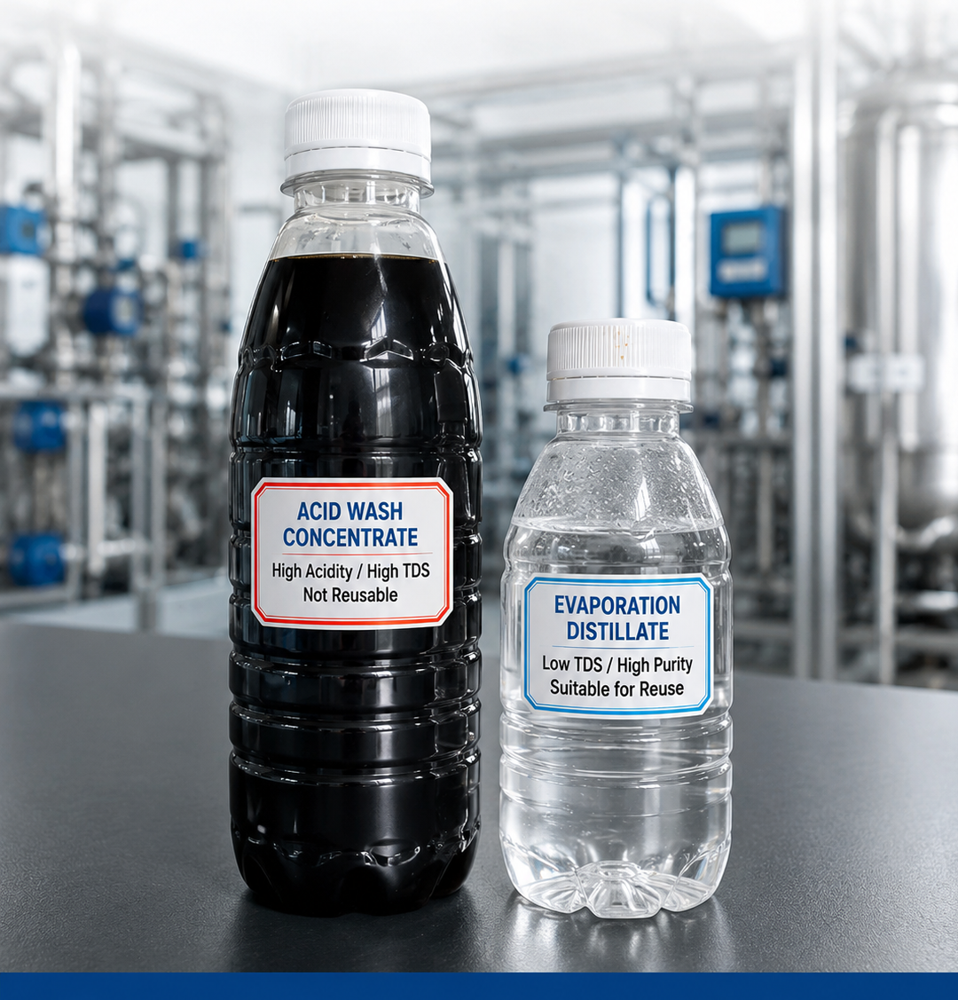 ACID WASH
CONCENTRATE
High Acidity / High TDS
Not Reusable
EVAPORATION
DISTILLATE
Low TDS / High Purity
Suitable for Reuse